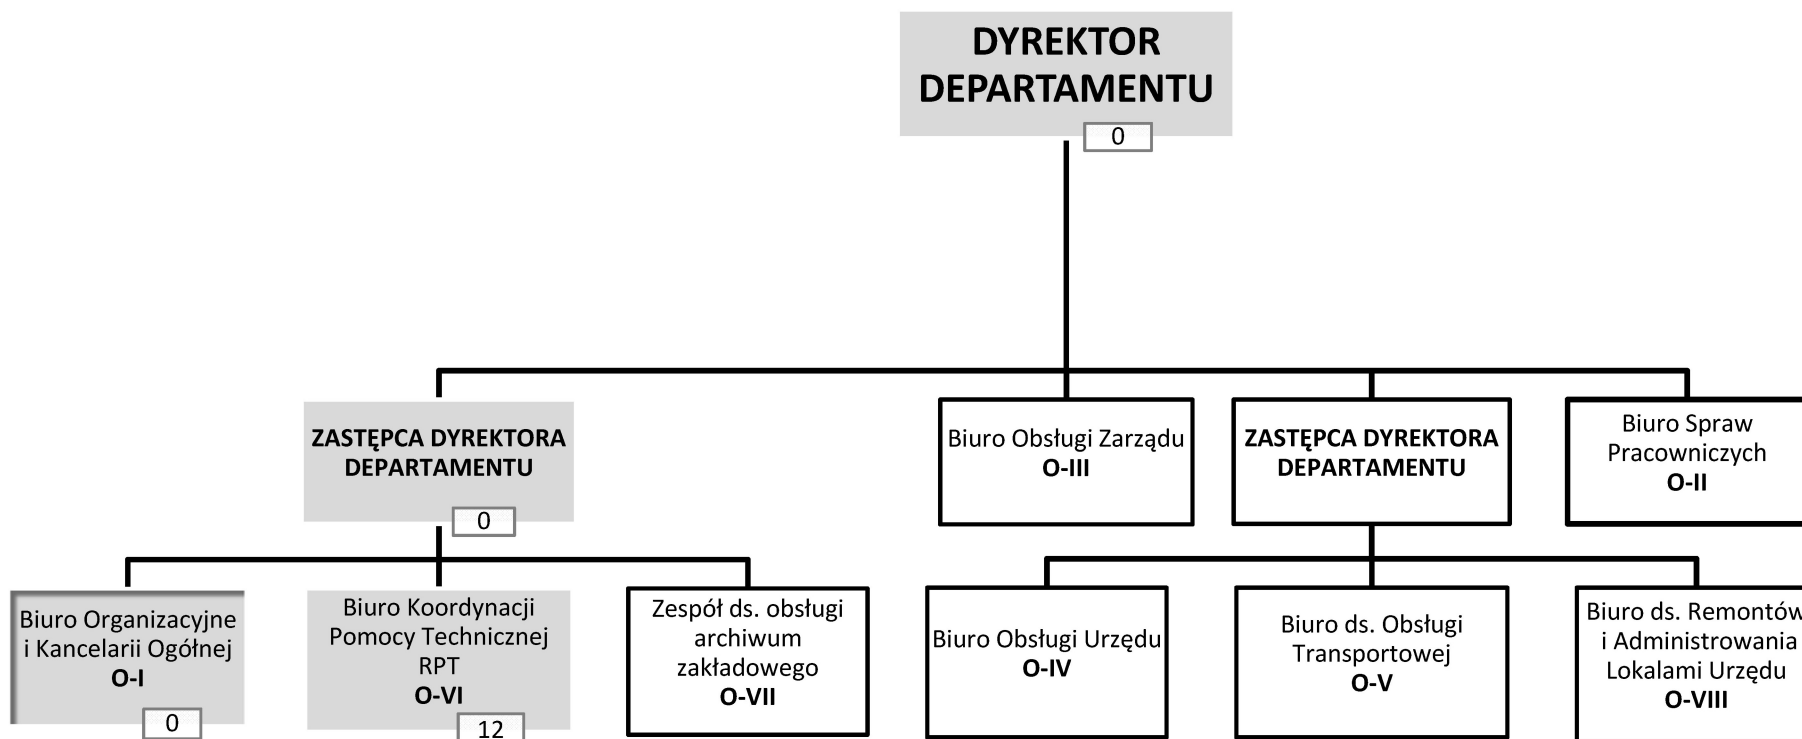 DYREKTOR
DEPARTAMENTU
0
ZASTĘPCA DYREKTORA
DEPARTAMENTU
0
Biuro Obsługi Zarządu
O-III
ZASTĘPCA DYREKTORA
DEPARTAMENTU
Biuro Spraw
Pracowniczych
O-II
Biuro Organizacyjne
i Kancelarii Ogólnej
O-I
0
Biuro Koordynacji
Pomocy Technicznej
RPT
O-VI
12
Zespół ds. obsługi
archiwum
zakładowego
O-VII
Biuro Obsługi Urzędu
O-IV
Biuro ds. Obsługi
Transportowej
O-V
Biuro ds. Remontów
i Administrowania
Lokalami Urzędu
O-VIII